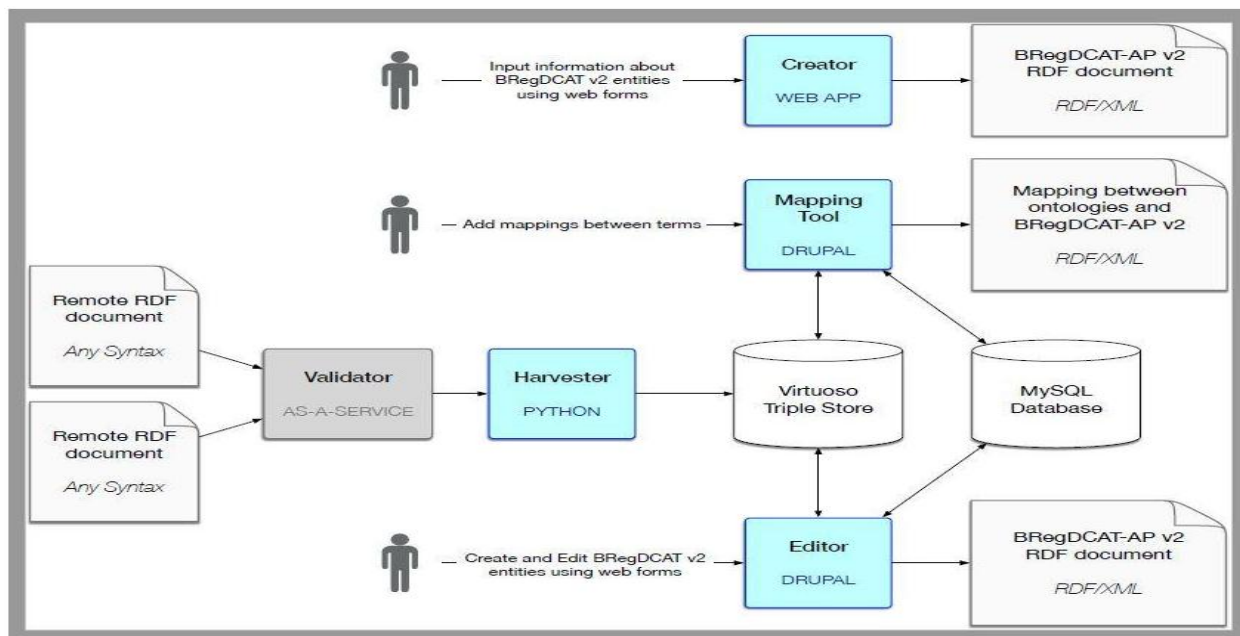 Input information about
BRegDCAT v2 entities
using web forms
Creator
WEB APP
BRegDCAT-AP v2
RDF document
RDF/XML
Add mappings between terms
Mapping
Tool
DRUPAL
Mapping between
ontologies and
BRegDCAT-AP v2
RDF/XML
Remote RDF
document
Any Syntax
Remote RDF
document
Any Syntax
Validator
AS-A-SERVICE
Harvester
PYTHON
Virtuoso
Triple Store
MySQL
Database
Create and Edit BRegDCAT v2
entities using web forms
Editor
DRUPAL
BRegDCAT-AP v2
RDF document
RDF/XML